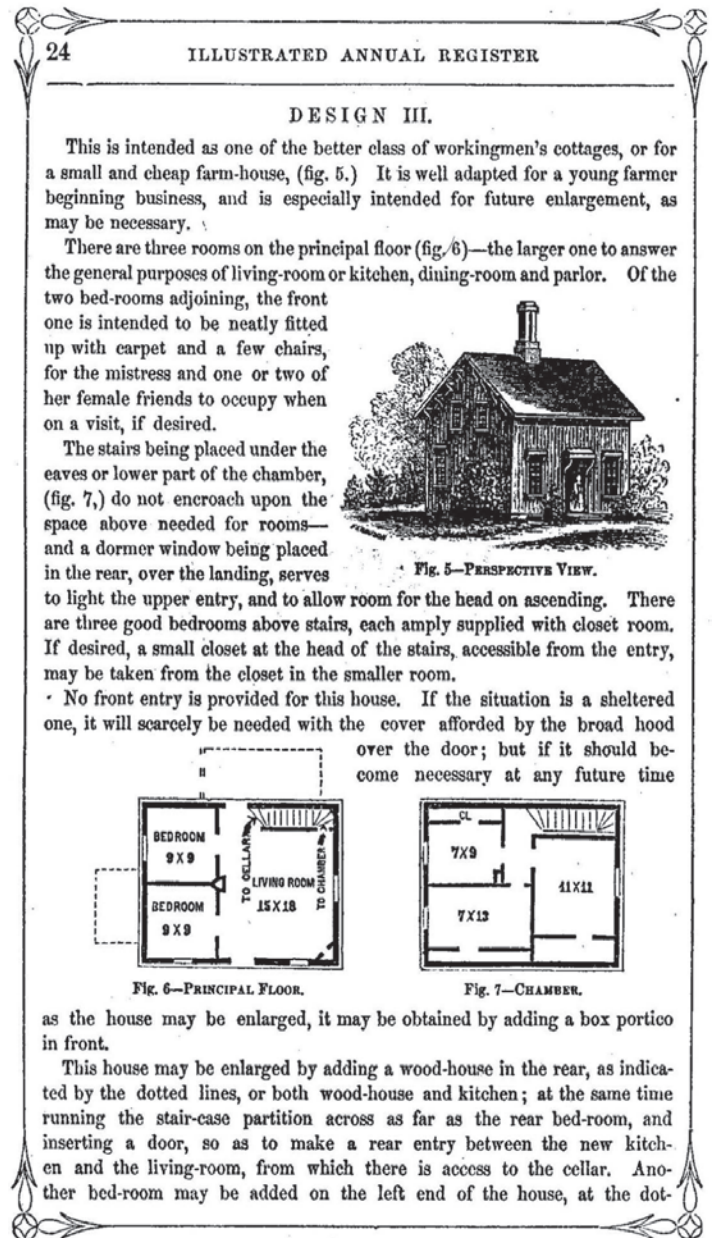 24
ILLUSTRATED ANNUAL REGISTER
DESIGN III.
This is intended as one of the better class of workingmen's cottages, or for
a small and cheap farm-house, (fig. 5.) It is well adapted for a young farmer
beginning business, and is especially intended for future enlargement, as
may be necessary.
There are three rooms on the principal floor (fig. 6)—the larger one to answer
the general purposes of living-room or kitchen, dining-room and parlor. Of the
two bed-rooms adjoining, the front
one is intended to be neatly fitted
up with carpet and a few chairs,
for the mistress and one or two of
her female friends to occupy when
on a visit, if desired.
The stairs being placed under the
eaves or lower part of the chamber,
(fig. 7,) do not encroach upon the
space above needed for rooms—
and a dormer window being placed
in the rear, over the landing, serves
Fig. 5—PERSPECTIVE VIEW.
to light the upper entry, and to allow room for the head on ascending. There
are three good bedrooms above stairs, each amply supplied with closet room.
If desired, a small closet at the head of the stairs, accessible from the entry,
may be taken from the closet in the smaller room.
No front entry is provided for this house. If the situation is a sheltered
one, it will scarcely be needed with the cover afforded by the broad hood
over the door; but if it should be-
come necessary at any future time
BEDROOM
9 X 9
BEDROOM
9 X 9
TO CELLAR
LIVING ROOM
15X18
TO CHAMBER
Fig. 6—PRINCIPAL FLOOR.
CL
7X9
7X13
11X11
Fig. 7—CHAMBER.
as the house may be enlarged, it may be obtained by adding a box portico
in front.
This house may be enlarged by adding a wood-house in the rear, as indica-
ted by the dotted lines, or both wood-house and kitchen; at the same time
running the stair-case partition across as far as the rear bed-room, and
inserting a door, so as to make a rear entry between the new kitch-
en and the living-room, from which there is access to the cellar. Ano-
ther bed-room may be added on the left end of the house, at the dot-